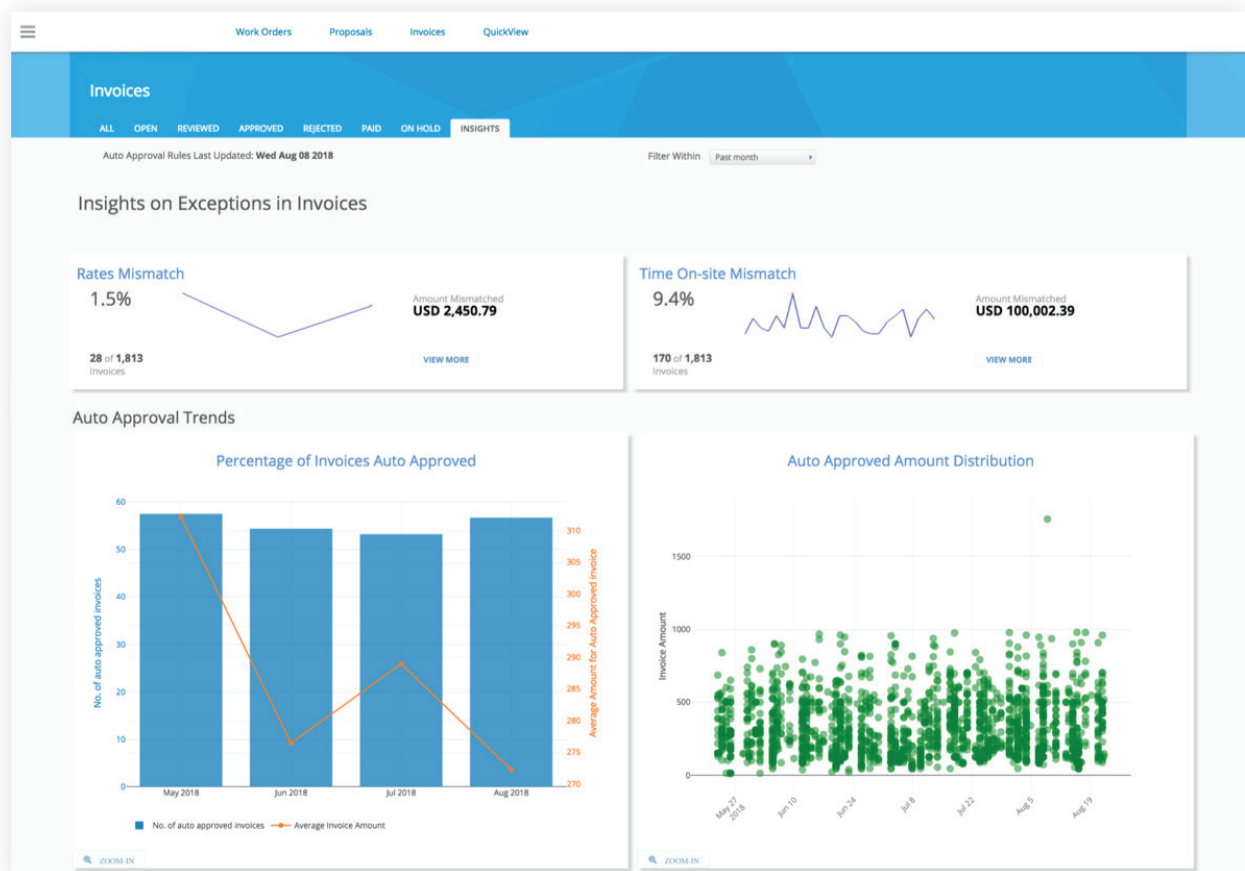 Work Orders Proposals Invoices QuickView
Invoices
ALL OPEN REVIEWED APPROVED REJECTED PAID ON HOLD INSIGHTS
Auto Approval Rules Last Updated: Wed Aug 08 2018
Filter Within Past month
Insights on Exceptions in Invoices
Rates Mismatch
1.5%
Amount Mismatched
USD 2,450.79
28 of 1,813
Invoices
VIEW MORE
Time On-site Mismatch
9.4%
Amount Mismatched
USD 100,002.39
170 of 1,813
Invoices
VIEW MORE
Auto Approval Trends
Percentage of Invoices Auto Approved
No. of auto approved invoices
60
50
40
30
20
10
0
310
305
300
295
290
285
280
275
270
Average Amount for Auto Approved invoice
May 2018 Jun 2018 Jul 2018 Aug 2018
No. of auto approved invoices Average Invoice Amount
ZOOM-IN
Auto Approved Amount Distribution
Invoice Amount
1500
1000
500
0
May 27
2018
Jun 10
Jun 24
Jul 8
Jul 22
Aug 5
Aug 19
ZOOM-IN